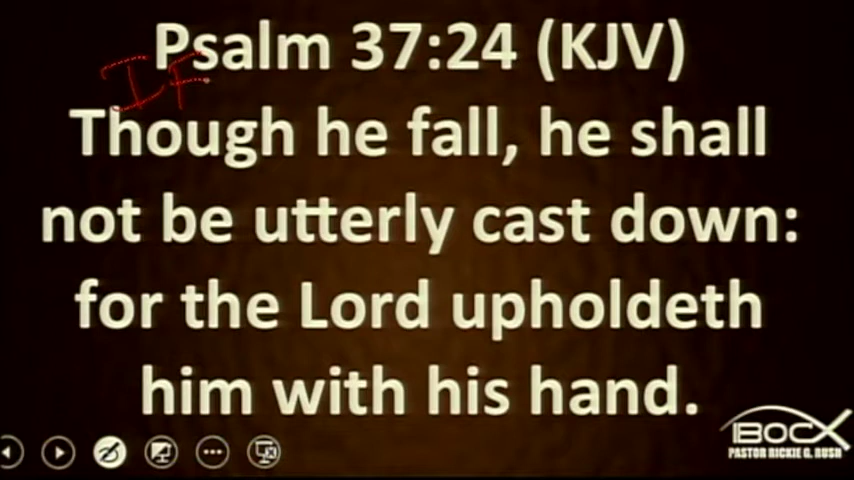 Psalm 37:24 (KJV)
IF
Though he fall, he shall
not be utterly cast down:
for the Lord upholdeth
him with his hand.
IBOC
PASTOR RICKIE G. RUSH